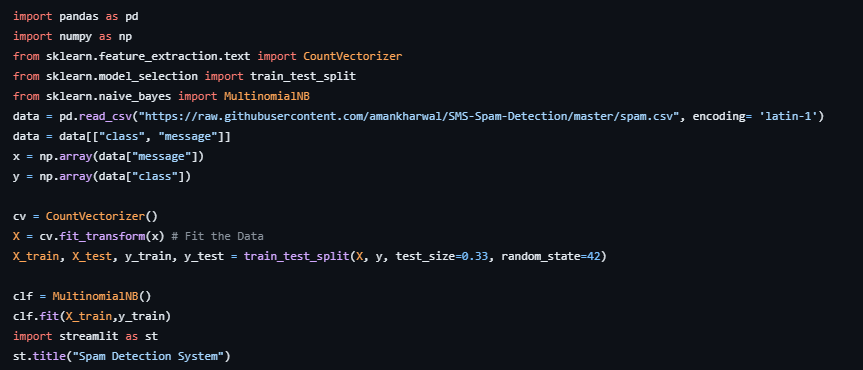 import pandas as pd
import numpy as np
from sklearn.feature_extraction.text import CountVectorizer
from sklearn.model_selection import train_test_split
from sklearn.naive_bayes import MultinomialNB
data = pd.read_csv("https://raw.githubusercontent.com/amankharwal/SMS-Spam-Detection/master/spam.csv", encoding= 'latin-1')
data = data[["class", "message"]]
x = np.array(data["message"])
y = np.array(data["class"])
cv = CountVectorizer()
X = cv.fit_transform(x) # Fit the Data
X_train, X_test, y_train, y_test = train_test_split(X, y, test_size=0.33, random_state=42)
clf = MultinomialNB()
clf.fit(X_train,y_train)
import streamlit as st
st.title("Spam Detection System")